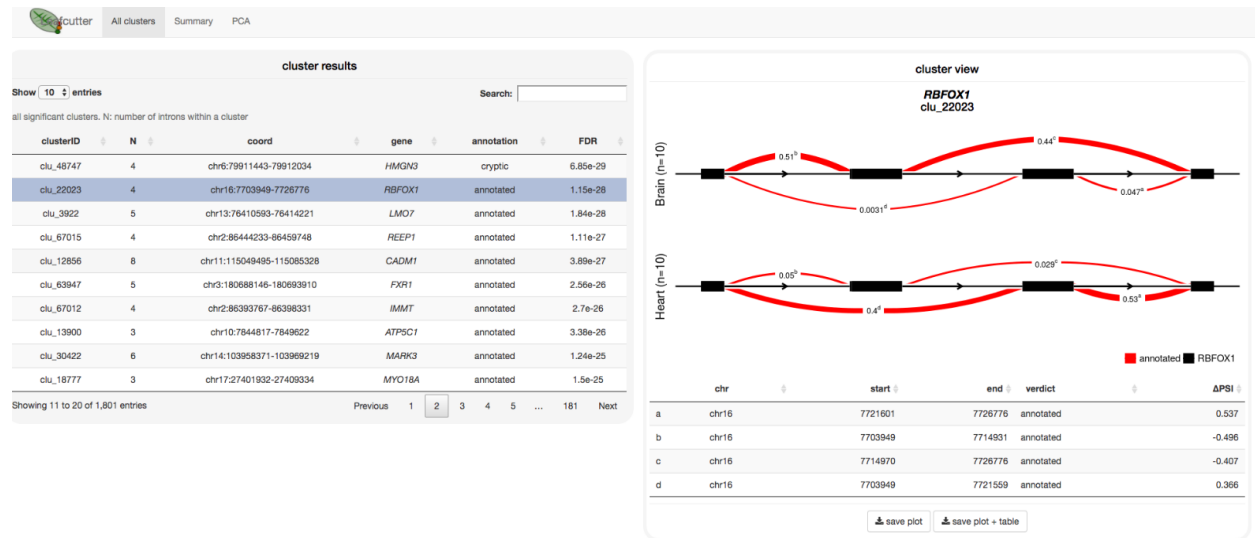 Leafcutter All clusters Summary PCA
cluster results
Show 10 entries Search:
all significant clusters. N: number of introns within a cluster
clusterID N coord gene annotation FDR
clu_48747 4 chr6:79911443-79912034 HMGN3 cryptic 6.85e-29
clu_22023 4 chr16:7703949-7726776 RBFOX1 annotated 1.15e-28
clu_3922 5 chr13:76410593-76414221 LMO7 annotated 1.84e-28
clu_67015 4 chr2:86444233-86459748 REEP1 annotated 1.11e-27
clu_12856 8 chr11:115049495-115085328 CADM1 annotated 3.89e-27
clu_63947 5 chr3:180688146-180693910 FXR1 annotated 2.56e-26
clu_67012 4 chr2:86393767-86398331 IMMT annotated 2.7e-26
clu_13900 3 chr10:7844817-7849622 ATP5C1 annotated 3.38e-26
clu_30422 6 chr14:103958371-103969219 MARK3 annotated 1.24e-25
clu_18777 3 chr17:27401932-27409334 MYO18A annotated 1.5e-25
Showing 11 to 20 of 1,801 entries Previous 1 2 3 4 5 ... 181 Next
cluster view
RBFOX1
clu_22023
Brain (n=10)
0.51b
0.44c
0.0031d
0.047a
Heart (n=10)
0.05b
0.029c
0.4d
0.53a
annotated RBFOX1
chr start end verdict ΔPSI
a chr16 7721601 7726776 annotated 0.537
b chr16 7703949 7714931 annotated -0.496
c chr16 7714970 7726776 annotated -0.407
d chr16 7703949 7721559 annotated 0.366
save plot save plot + table